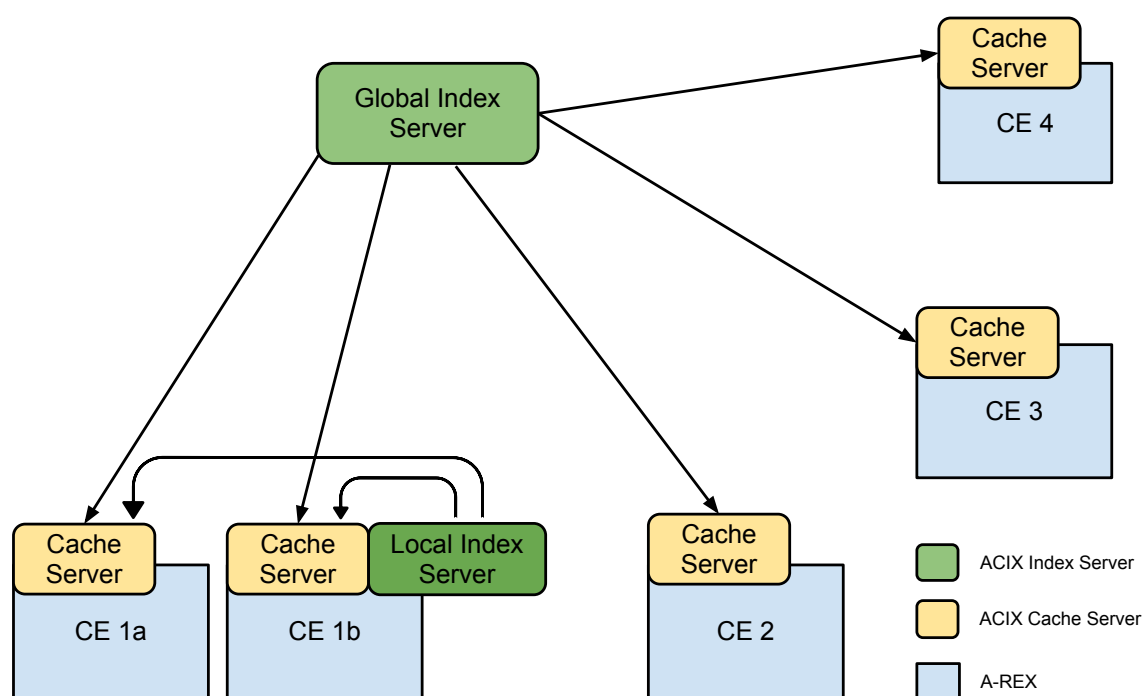 Cache
Server
CE 4
Global Index
Server
Cache
Server
CE 3
Cache
Server
CE 1a
Cache
Server
CE 1b
Local Index
Server
Cache
Server
CE 2
ACIX Index Server
ACIX Cache Server
A-REX